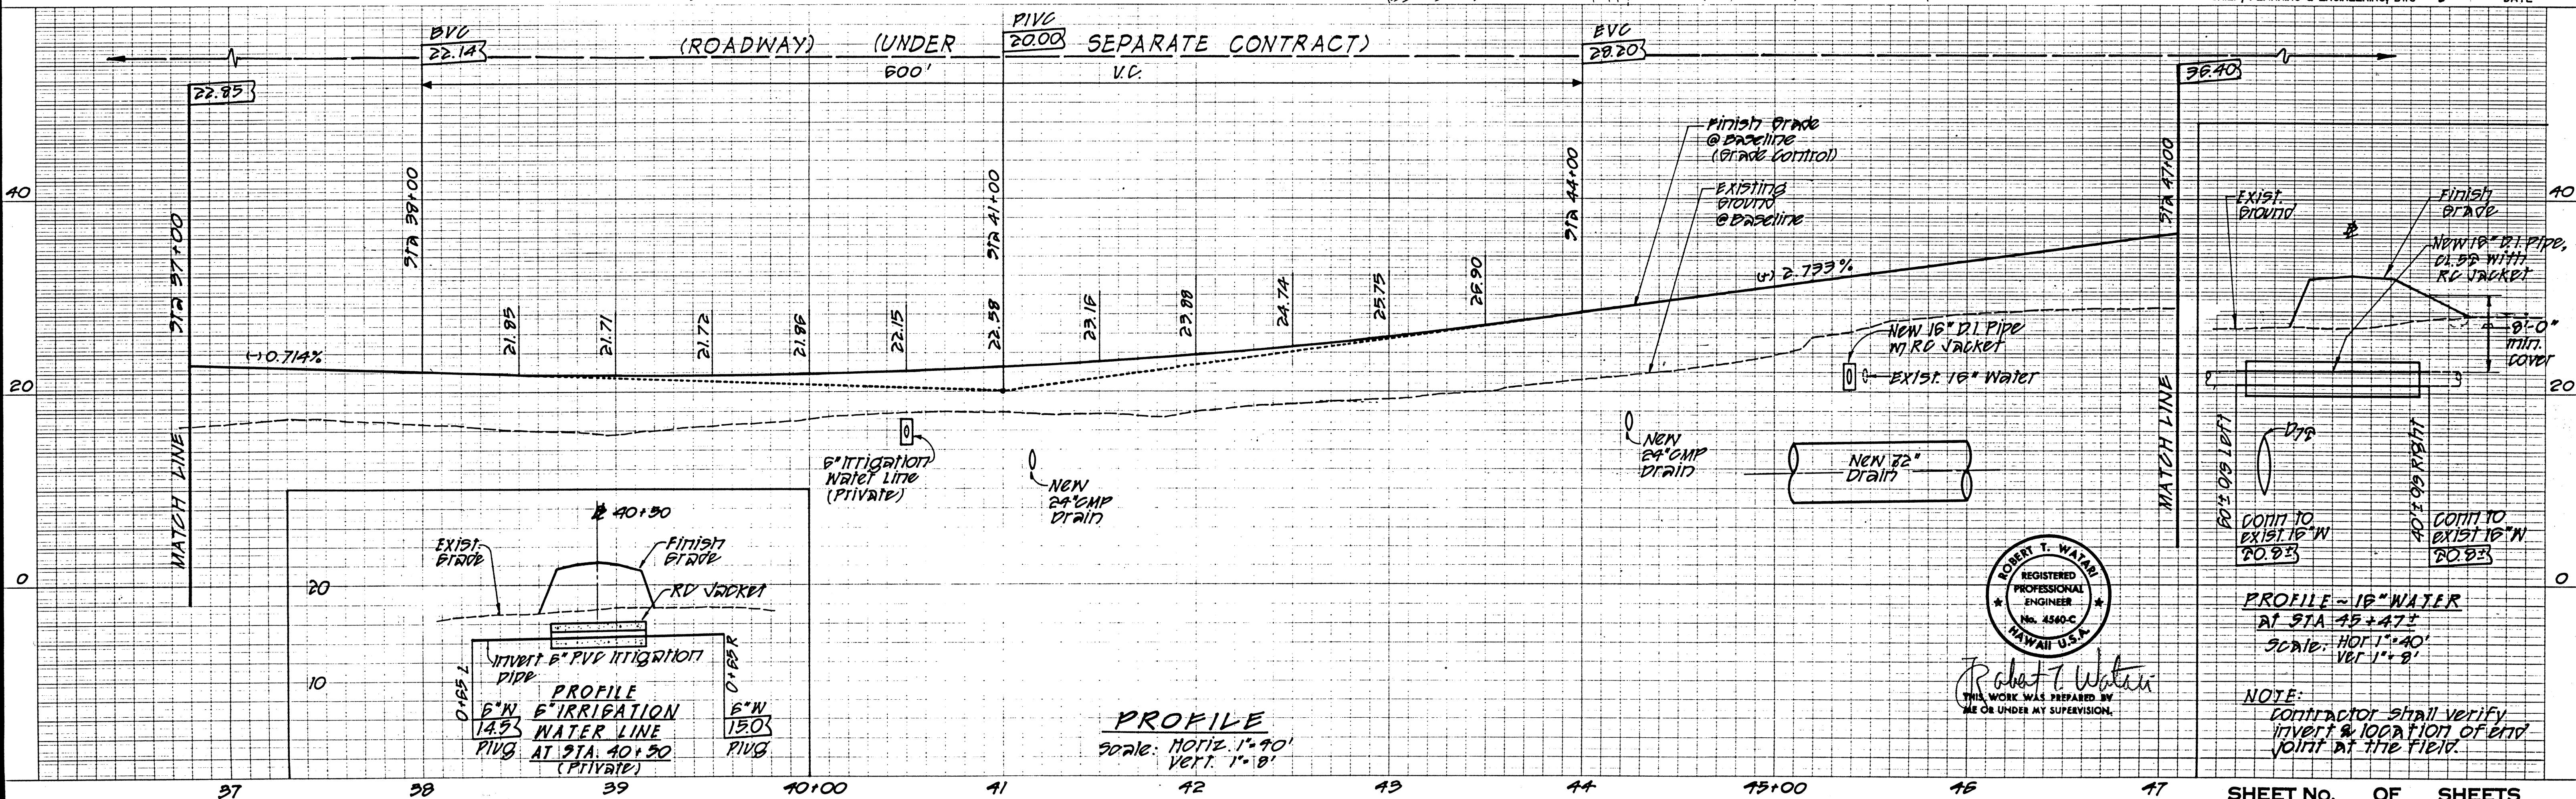 BVC
22.14
(ROADWAY) (UNDER SEPARATE CONTRACT)
PIVC
20.00
EVC
28.20
600' V.C.
22.85
36.40
Finish Grade
@ Baseline
(Grade Control)
Existing
Ground
@ Baseline
40
20
0
STA 37+00
MATCH LINE
STA 38+00
STA 41+00
STA 44+00
STA 47+00
MATCH LINE
(-) 0.714%
21.85
21.71
21.72
21.86
22.15
22.58
23.16
23.88
24.74
25.75
26.90
(+) 2.733%
6" Irrigation
Water Line
(Private)
New
24" CMP
Drain
New
24" CMP
Drain
New 16" D.I. Pipe
w/ RC Jacket
Exist. 16" Water
New 72"
Drain
℄ 40+50
Exist.
Grade
Finish
Grade
RC Jacket
20
10
Invert 6" PVC Irrigation
Pipe
0+65 L
0+65 R
6"W
14.5
Plug
PROFILE
6" IRRIGATION
WATER LINE
AT STA. 40+50
(Private)
6"W
15.0
Plug
PROFILE
Scale: Horiz. 1"=40'
Vert. 1"=8'
ROBERT T. WATARI
REGISTERED
PROFESSIONAL
ENGINEER
No. 4560-C
HAWAII U.S.A.
Robert T. Watari
THIS WORK WAS PREPARED BY
ME OR UNDER MY SUPERVISION.
Exist.
Ground
Finish
Grade
℄
New 16" D.I. Pipe,
Cl. 52 with
RC Jacket
8'-0"
min.
cover
40
20
0
60'± O/S Left
40'± O/S Right
Conn to
exist 16" W
20.8±
Conn to
exist 16" W
20.8±
PROFILE ~ 16" WATER
AT STA 45+47±
Scale: Hor 1"=40'
Ver 1"=8'
NOTE:
Contractor shall verify
invert & location of end
joint at the field.
37 38 39 40+00 41 42 43 44 45+00 46 47
SHEET No. OF SHEETS